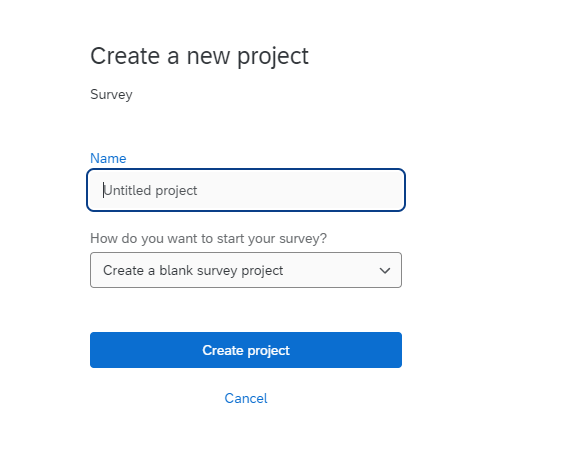 Create a new project
Survey
Name
Untitled project
How do you want to start your survey?
Create a blank survey project
Create project
Cancel